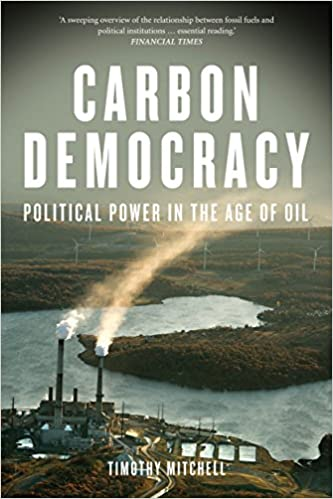 ‘A sweeping overview of the relationship between fossil fuels and
political institutions … essential reading.’
FINANCIAL TIMES
CARBON
DEMOCRACY
POLITICAL POWER IN THE AGE OF OIL
TIMOTHY MITCHELL